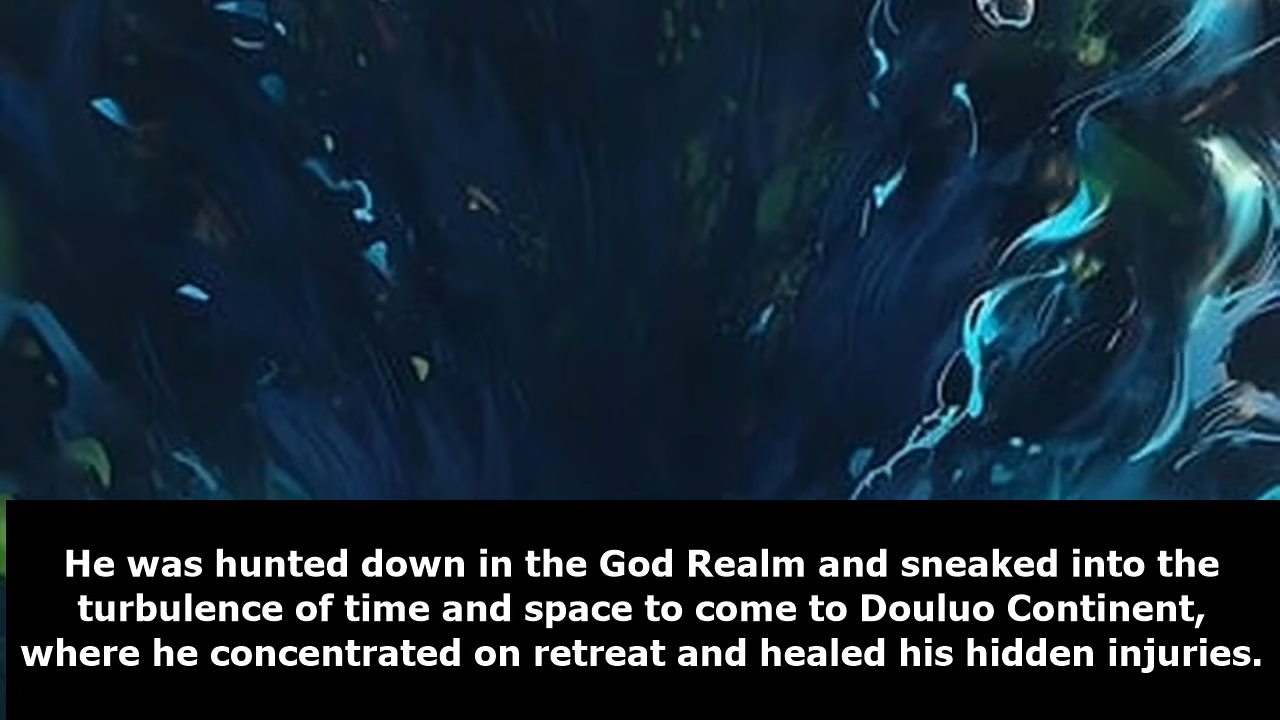 He was hunted down in the God Realm and sneaked into the
turbulence of time and space to come to Douluo Continent,
where he concentrated on retreat and healed his hidden injuries.